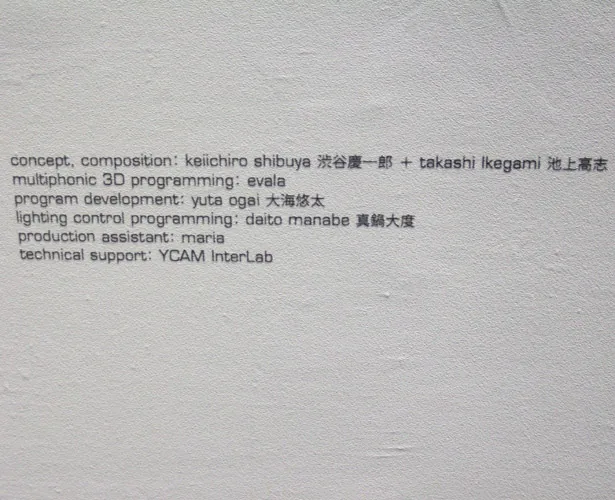 concept, composition: keiichiro shibuya 渋谷慶一郎 + takashi Ikegami 池上高志
multiphonic 3D programming: evala
program development: yuta ogai 大海悠太
lighting control programming: daito manabe 真鍋大度
production assistant: maria
technical support: YCAM InterLab